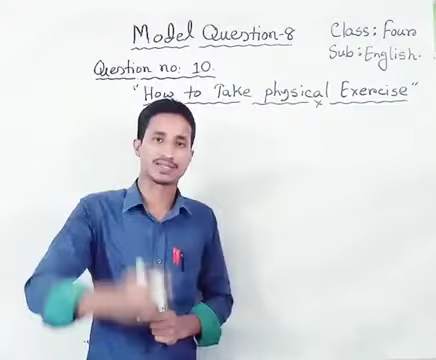 Model Question-8
Class: Four
Sub: English.
Question no: 10.
"How to Take physical Exercise"